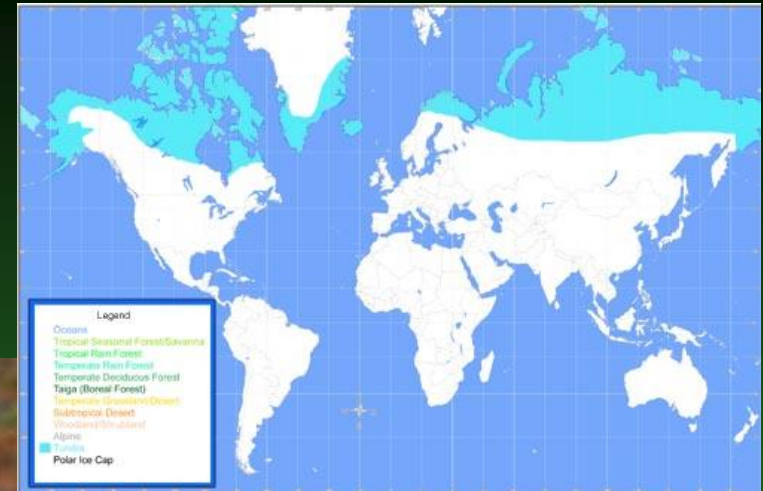 Legend
Oceans
Tropical Seasonal Forest/Savanna
Tropical Rain Forest
Temperate Rain Forest
Temperate Deciduous Forest
Taiga (Boreal Forest)
Temperate Grassland/Desert
Subtropical Desert
Woodland/Shrubland
Alpine
Tundra
Polar Ice Cap